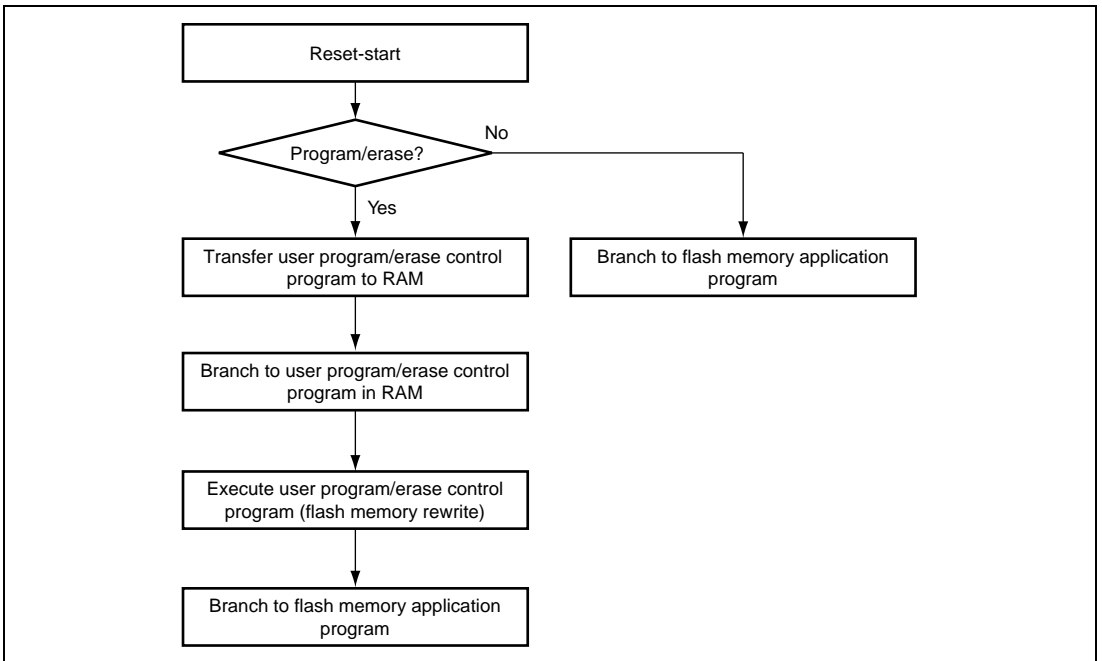 Reset-start
Program/erase?
No
Yes
Transfer user program/erase control
program to RAM
Branch to flash memory application
program
Branch to user program/erase control
program in RAM
Execute user program/erase control
program (flash memory rewrite)
Branch to flash memory application
program